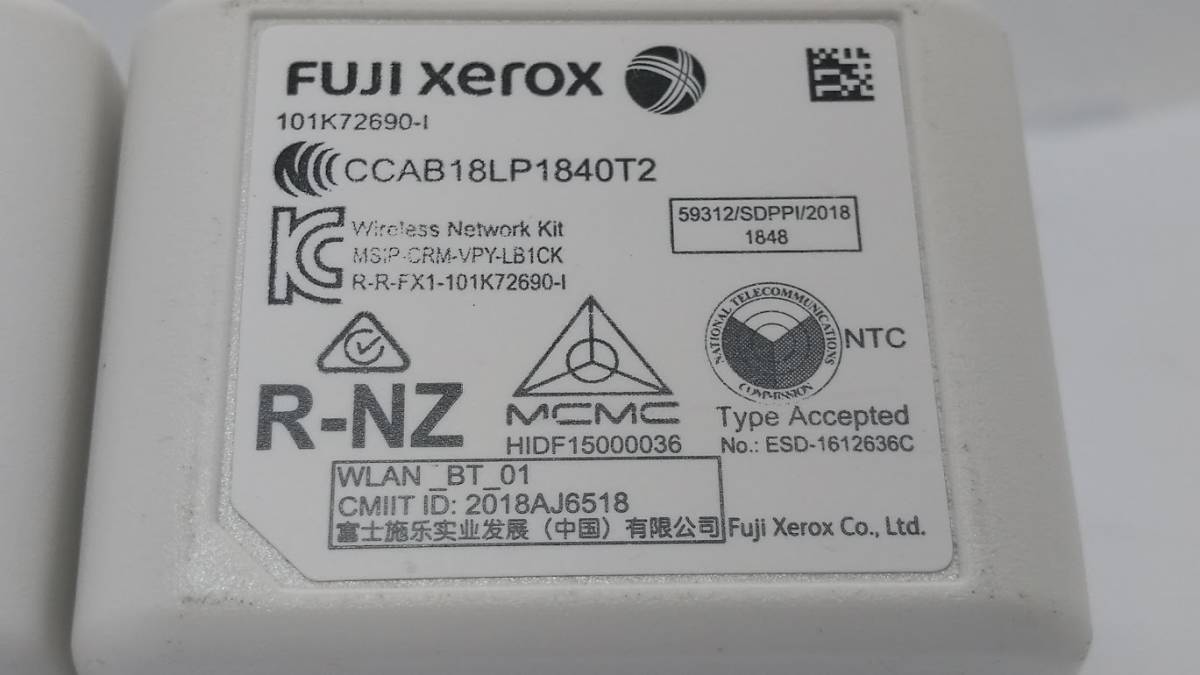 FUJI xerox
101K72690-I
CCAB18LP1840T2
Wireless Network Kit
MSIP-CRM-VPY-LB1CK
R-R-FX1-101K72690-I
59312/SDPPI/2018
1848
NATIONAL TELECOMMUNICATIONS
COMMISSION
NTC
R-NZ
MCMC
HIDF15000036
Type Accepted
No.: ESD-1612636C
WLAN _BT_01
CMIIT ID: 2018AJ6518
富士施乐实业发展（中国）有限公司
Fuji Xerox Co., Ltd.